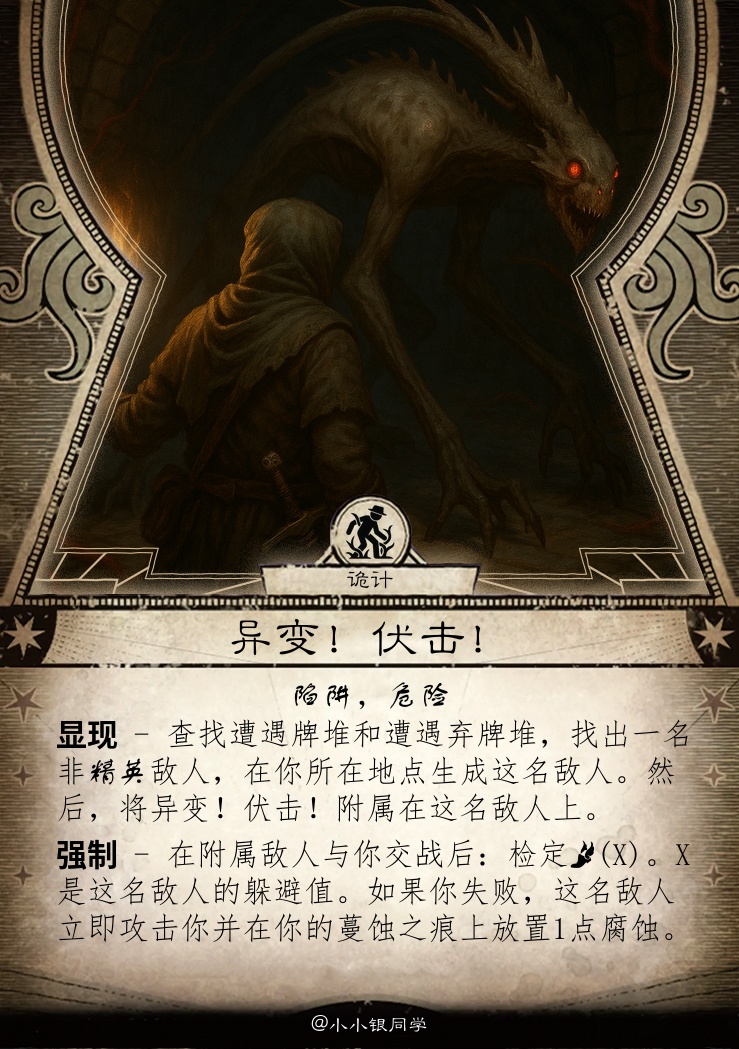 诡计
异变！伏击！
陷阱，危险
显现 – 查找遭遇牌堆和遭遇弃牌堆，找出一名
非精英敌人，在你所在地点生成这名敌人。然
后，将异变！伏击！附属在这名敌人上。
强制 – 在附属敌人与你交战后：检定(X)。X
是这名敌人的躲避值。如果你失败，这名敌人
立即攻击你并在你的蔓蚀之痕上放置1点腐蚀。
@小小银同学